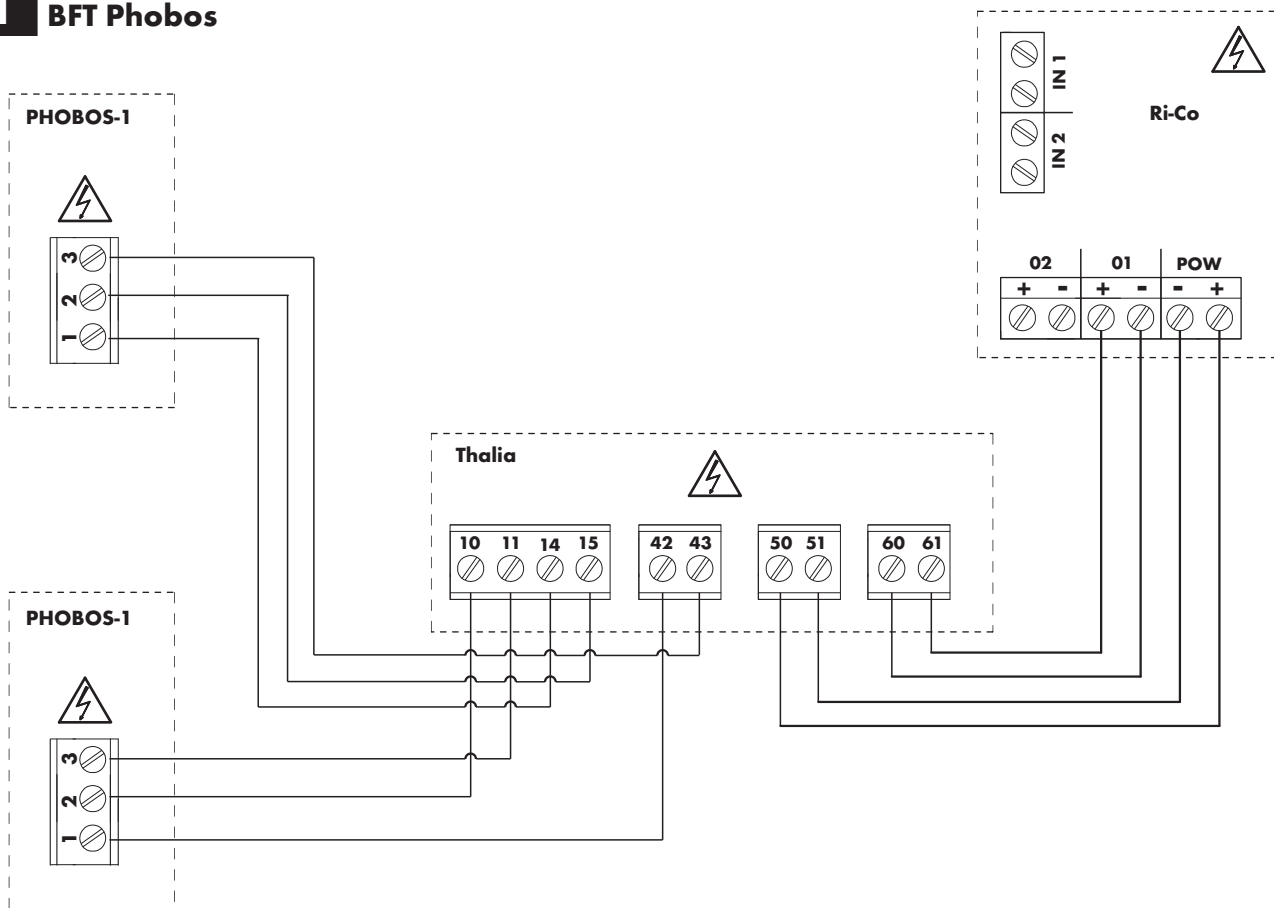 BFT Phobos
PHOBOS-1
3
2
1
IN 1
IN 2
Ri-Co
02 01 POW
+ - + - - +
Thalia
10 11 14 15 42 43 50 51 60 61
PHOBOS-1
3
2
1